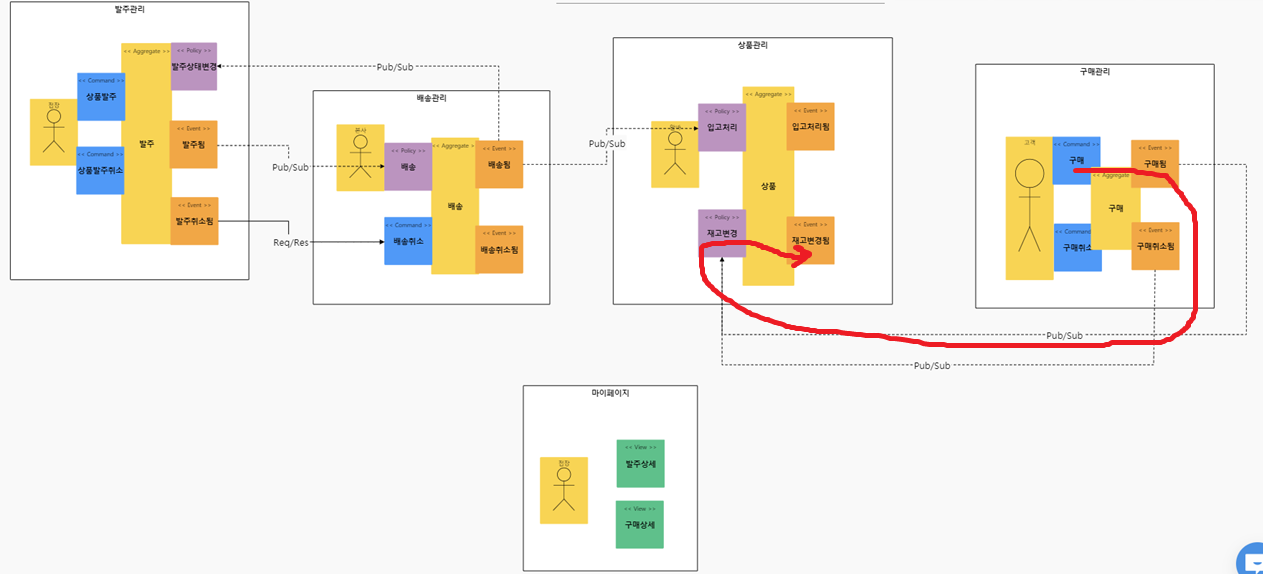 발주관리
<< Aggregate >>
<< Policy >>
발주상태변경
<< Command >>
상품발주
점장
발주
<< Event >>
발주됨
<< Command >>
상품발주취소
<< Event >>
발주취소됨
Pub/Sub
Pub/Sub
Req/Res
배송관리
본사
<< Policy >>
배송
<< Aggregate >>
배송
<< Event >>
배송됨
<< Command >>
배송취소
<< Event >>
배송취소됨
Pub/Sub
상품관리
<< Aggregate >>
상품
<< Policy >>
입고처리
<< Event >>
입고처리됨
<< Policy >>
재고변경
<< Event >>
재고변경됨
구매관리
고객
<< Command >>
구매
<< Event >>
구매됨
<< Aggregate
구매
<< Command
구매취소
<< Event >>
구매취소됨
Pub/Sub
Pub/Sub
마이페이지
점장
<< View >>
발주상세
<< View >>
구매상세